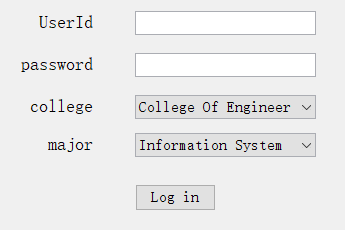 UserId
password
college College Of Engineer
major Information System
Log in